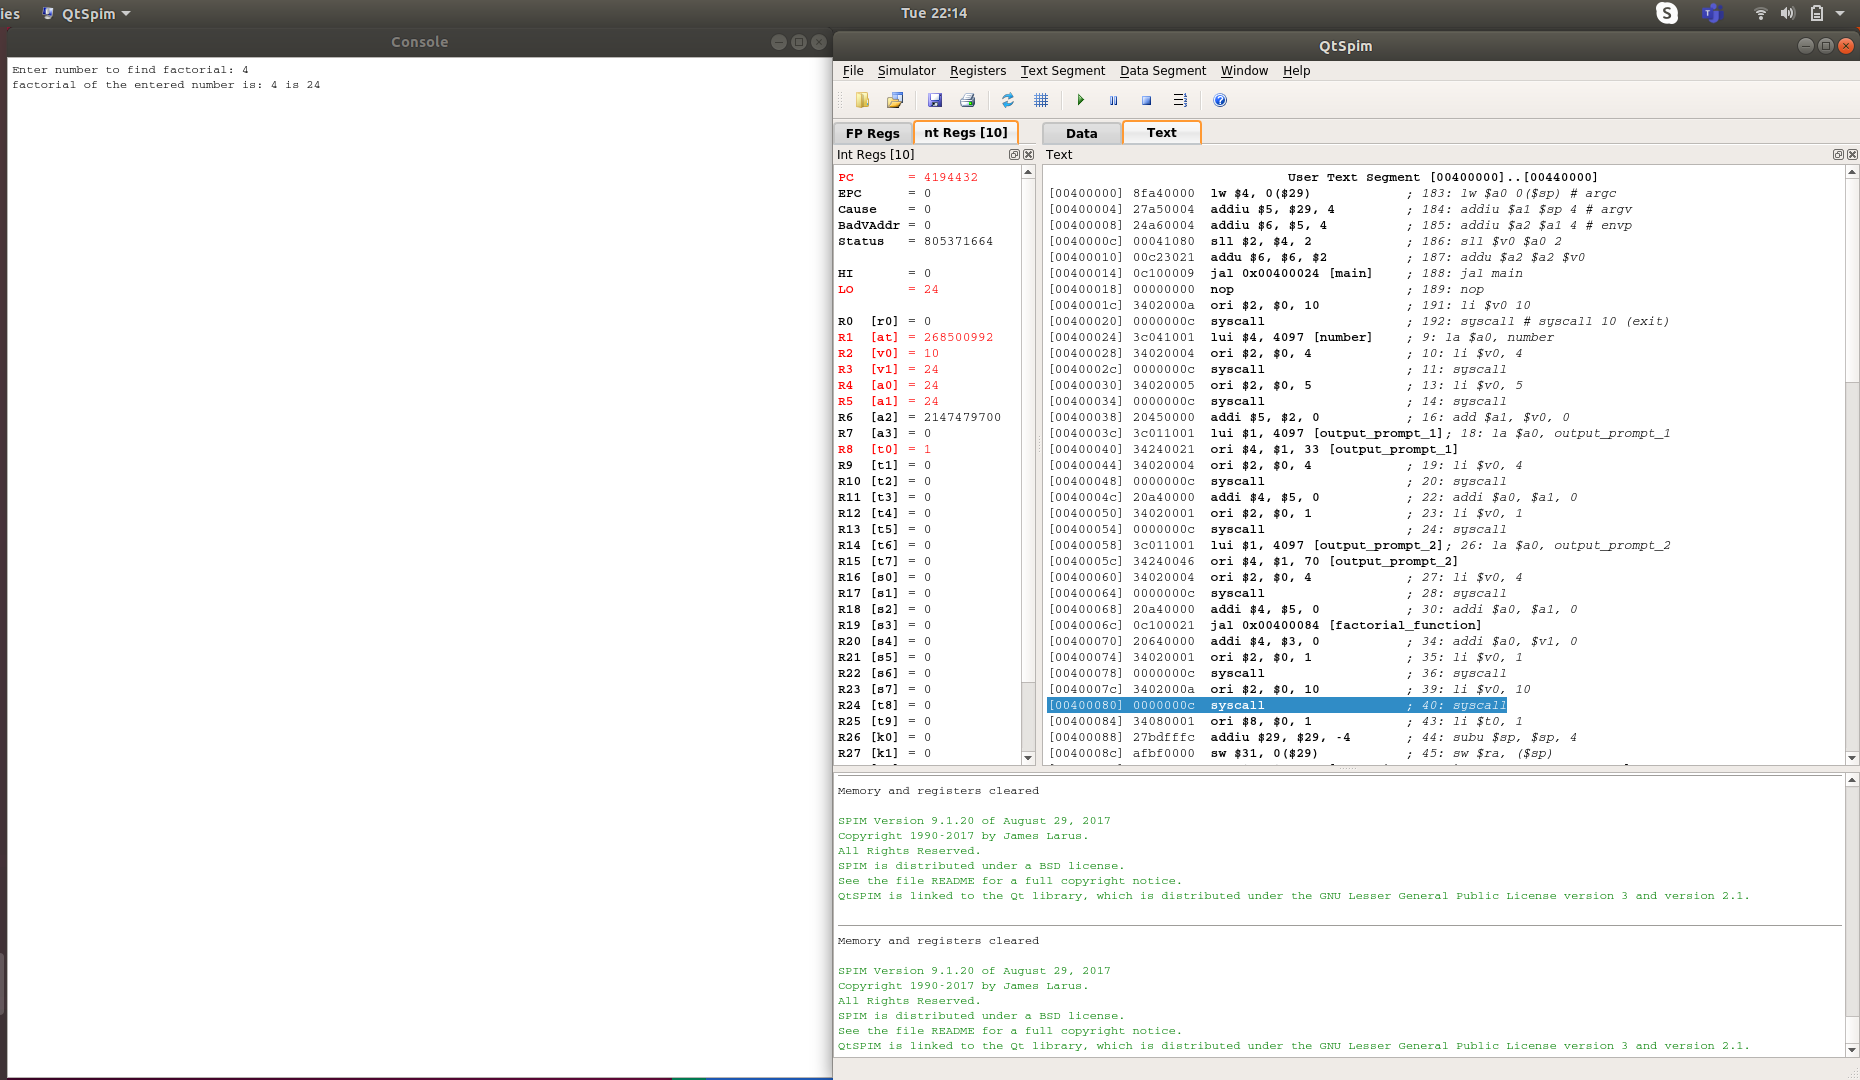 ies QtSpim Tue 22:14 S T
Console
Enter number to find factorial: 4
factorial of the entered number is: 4 is 24
QtSpim
File Simulator Registers Text Segment Data Segment Window Help
FP Regs nt Regs [10] Data Text
Int Regs [10]
PC = 4194432
EPC = 0
Cause = 0
BadVAddr = 0
Status = 805371664
HI = 0
LO = 24
R0 [r0] = 0
R1 [at] = 268500992
R2 [v0] = 10
R3 [v1] = 24
R4 [a0] = 24
R5 [a1] = 24
R6 [a2] = 2147479700
R7 [a3] = 0
R8 [t0] = 1
R9 [t1] = 0
R10 [t2] = 0
R11 [t3] = 0
R12 [t4] = 0
R13 [t5] = 0
R14 [t6] = 0
R15 [t7] = 0
R16 [s0] = 0
R17 [s1] = 0
R18 [s2] = 0
R19 [s3] = 0
R20 [s4] = 0
R21 [s5] = 0
R22 [s6] = 0
R23 [s7] = 0
R24 [t8] = 0
R25 [t9] = 0
R26 [k0] = 0
R27 [k1] = 0
Text
User Text Segment [00400000]..[00440000]
[00400000] 8fa40000 lw $4, 0($29) ; 183: lw $a0 0($sp) # argc
[00400004] 27a50004 addiu $5, $29, 4 ; 184: addiu $a1 $sp 4 # argv
[00400008] 24a60004 addiu $6, $5, 4 ; 185: addiu $a2 $a1 4 # envp
[0040000c] 00041080 sll $2, $4, 2 ; 186: sll $v0 $a0 2
[00400010] 00c23021 addu $6, $6, $2 ; 187: addu $a2 $a2 $v0
[00400014] 0c100009 jal 0x00400024 [main] ; 188: jal main
[00400018] 00000000 nop ; 189: nop
[0040001c] 3402000a ori $2, $0, 10 ; 191: li $v0 10
[00400020] 0000000c syscall ; 192: syscall # syscall 10 (exit)
[00400024] 3c041001 lui $4, 4097 [number] ; 9: la $a0, number
[00400028] 34020004 ori $2, $0, 4 ; 10: li $v0, 4
[0040002c] 0000000c syscall ; 11: syscall
[00400030] 34020005 ori $2, $0, 5 ; 13: li $v0, 5
[00400034] 0000000c syscall ; 14: syscall
[00400038] 20450000 addi $5, $2, 0 ; 16: add $a1, $v0, 0
[0040003c] 3c011001 lui $1, 4097 [output_prompt_1]; 18: la $a0, output_prompt_1
[00400040] 34240021 ori $4, $1, 33 [output_prompt_1]
[00400044] 34020004 ori $2, $0, 4 ; 19: li $v0, 4
[00400048] 0000000c syscall ; 20: syscall
[0040004c] 20a40000 addi $4, $5, 0 ; 22: addi $a0, $a1, 0
[00400050] 34020001 ori $2, $0, 1 ; 23: li $v0, 1
[00400054] 0000000c syscall ; 24: syscall
[00400058] 3c011001 lui $1, 4097 [output_prompt_2]; 26: la $a0, output_prompt_2
[0040005c] 34240046 ori $4, $1, 70 [output_prompt_2]
[00400060] 34020004 ori $2, $0, 4 ; 27: li $v0, 4
[00400064] 0000000c syscall ; 28: syscall
[00400068] 20a40000 addi $4, $5, 0 ; 30: addi $a0, $a1, 0
[0040006c] 0c100021 jal 0x00400084 [factorial_function]
[00400070] 20640000 addi $4, $3, 0 ; 34: addi $a0, $v1, 0
[00400074] 34020001 ori $2, $0, 1 ; 35: li $v0, 1
[00400078] 0000000c syscall ; 36: syscall
[0040007c] 3402000a ori $2, $0, 10 ; 39: li $v0, 10
[00400080] 0000000c syscall ; 40: syscall
[00400084] 34080001 ori $8, $0, 1 ; 43: li $t0, 1
[00400088] 27bdfffc addiu $29, $29, -4 ; 44: subu $sp, $sp, 4
[0040008c] afbf0000 sw $31, 0($29) ; 45: sw $ra, ($sp)
Memory and registers cleared
SPIM Version 9.1.20 of August 29, 2017
Copyright 1990-2017 by James Larus.
All Rights Reserved.
SPIM is distributed under a BSD license.
See the file README for a full copyright notice.
QtSPIM is linked to the Qt library, which is distributed under the GNU Lesser General Public License version 3 and version 2.1.
Memory and registers cleared
SPIM Version 9.1.20 of August 29, 2017
Copyright 1990-2017 by James Larus.
All Rights Reserved.
SPIM is distributed under a BSD license.
See the file README for a full copyright notice.
QtSPIM is linked to the Qt library, which is distributed under the GNU Lesser General Public License version 3 and version 2.1.